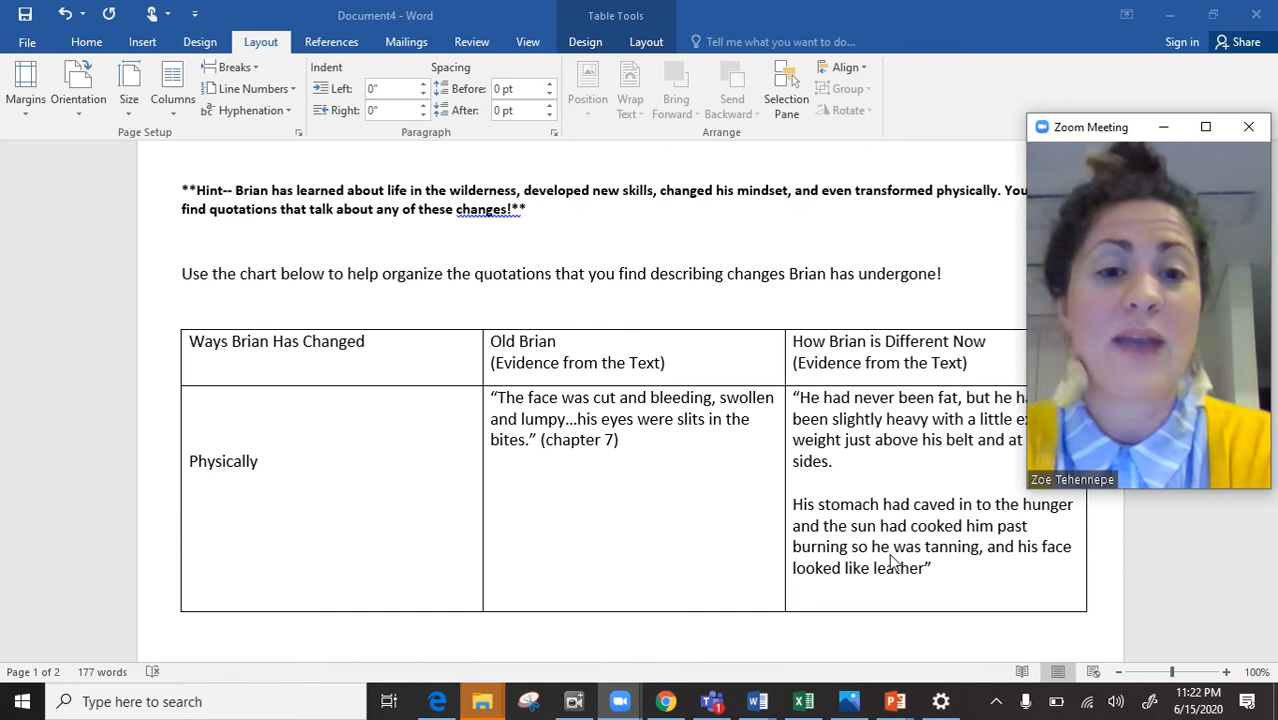 Document4 - Word
Table Tools
File
Home
Insert
Design
Layout
References
Mailings
Review
View
Design
Layout
Tell me what you want to do...
Sign in
Share
Margins
Orientation
Size
Columns
Breaks
Line Numbers
Hyphenation
Page Setup
Indent
Left: 0"
Right: 0"
Spacing
Before: 0 pt
After: 0 pt
Paragraph
Position
Wrap
Text
Bring
Forward
Send
Backward
Selection
Pane
Align
Group
Rotate
Arrange
Zoom Meeting
**Hint-- Brian has learned about life in the wilderness, developed new skills, changed his mindset, and even transformed physically. You
find quotations that talk about any of these changes!**
Use the chart below to help organize the quotations that you find describing changes Brian has undergone!
Ways Brian Has Changed
Old Brian
(Evidence from the Text)
How Brian is Different Now
(Evidence from the Text)
Physically
“The face was cut and bleeding, swollen
and lumpy…his eyes were slits in the
bites.” (chapter 7)
“He had never been fat, but he
been slightly heavy with a little
weight just above his belt and at
sides.
His stomach had caved in to the hunger
and the sun had cooked him past
burning so he was tanning, and his face
looked like leather”
Zoe Tehennepe
Page 1 of 2
177 words
100%
Type here to search
1
11:22 PM
6/15/2020